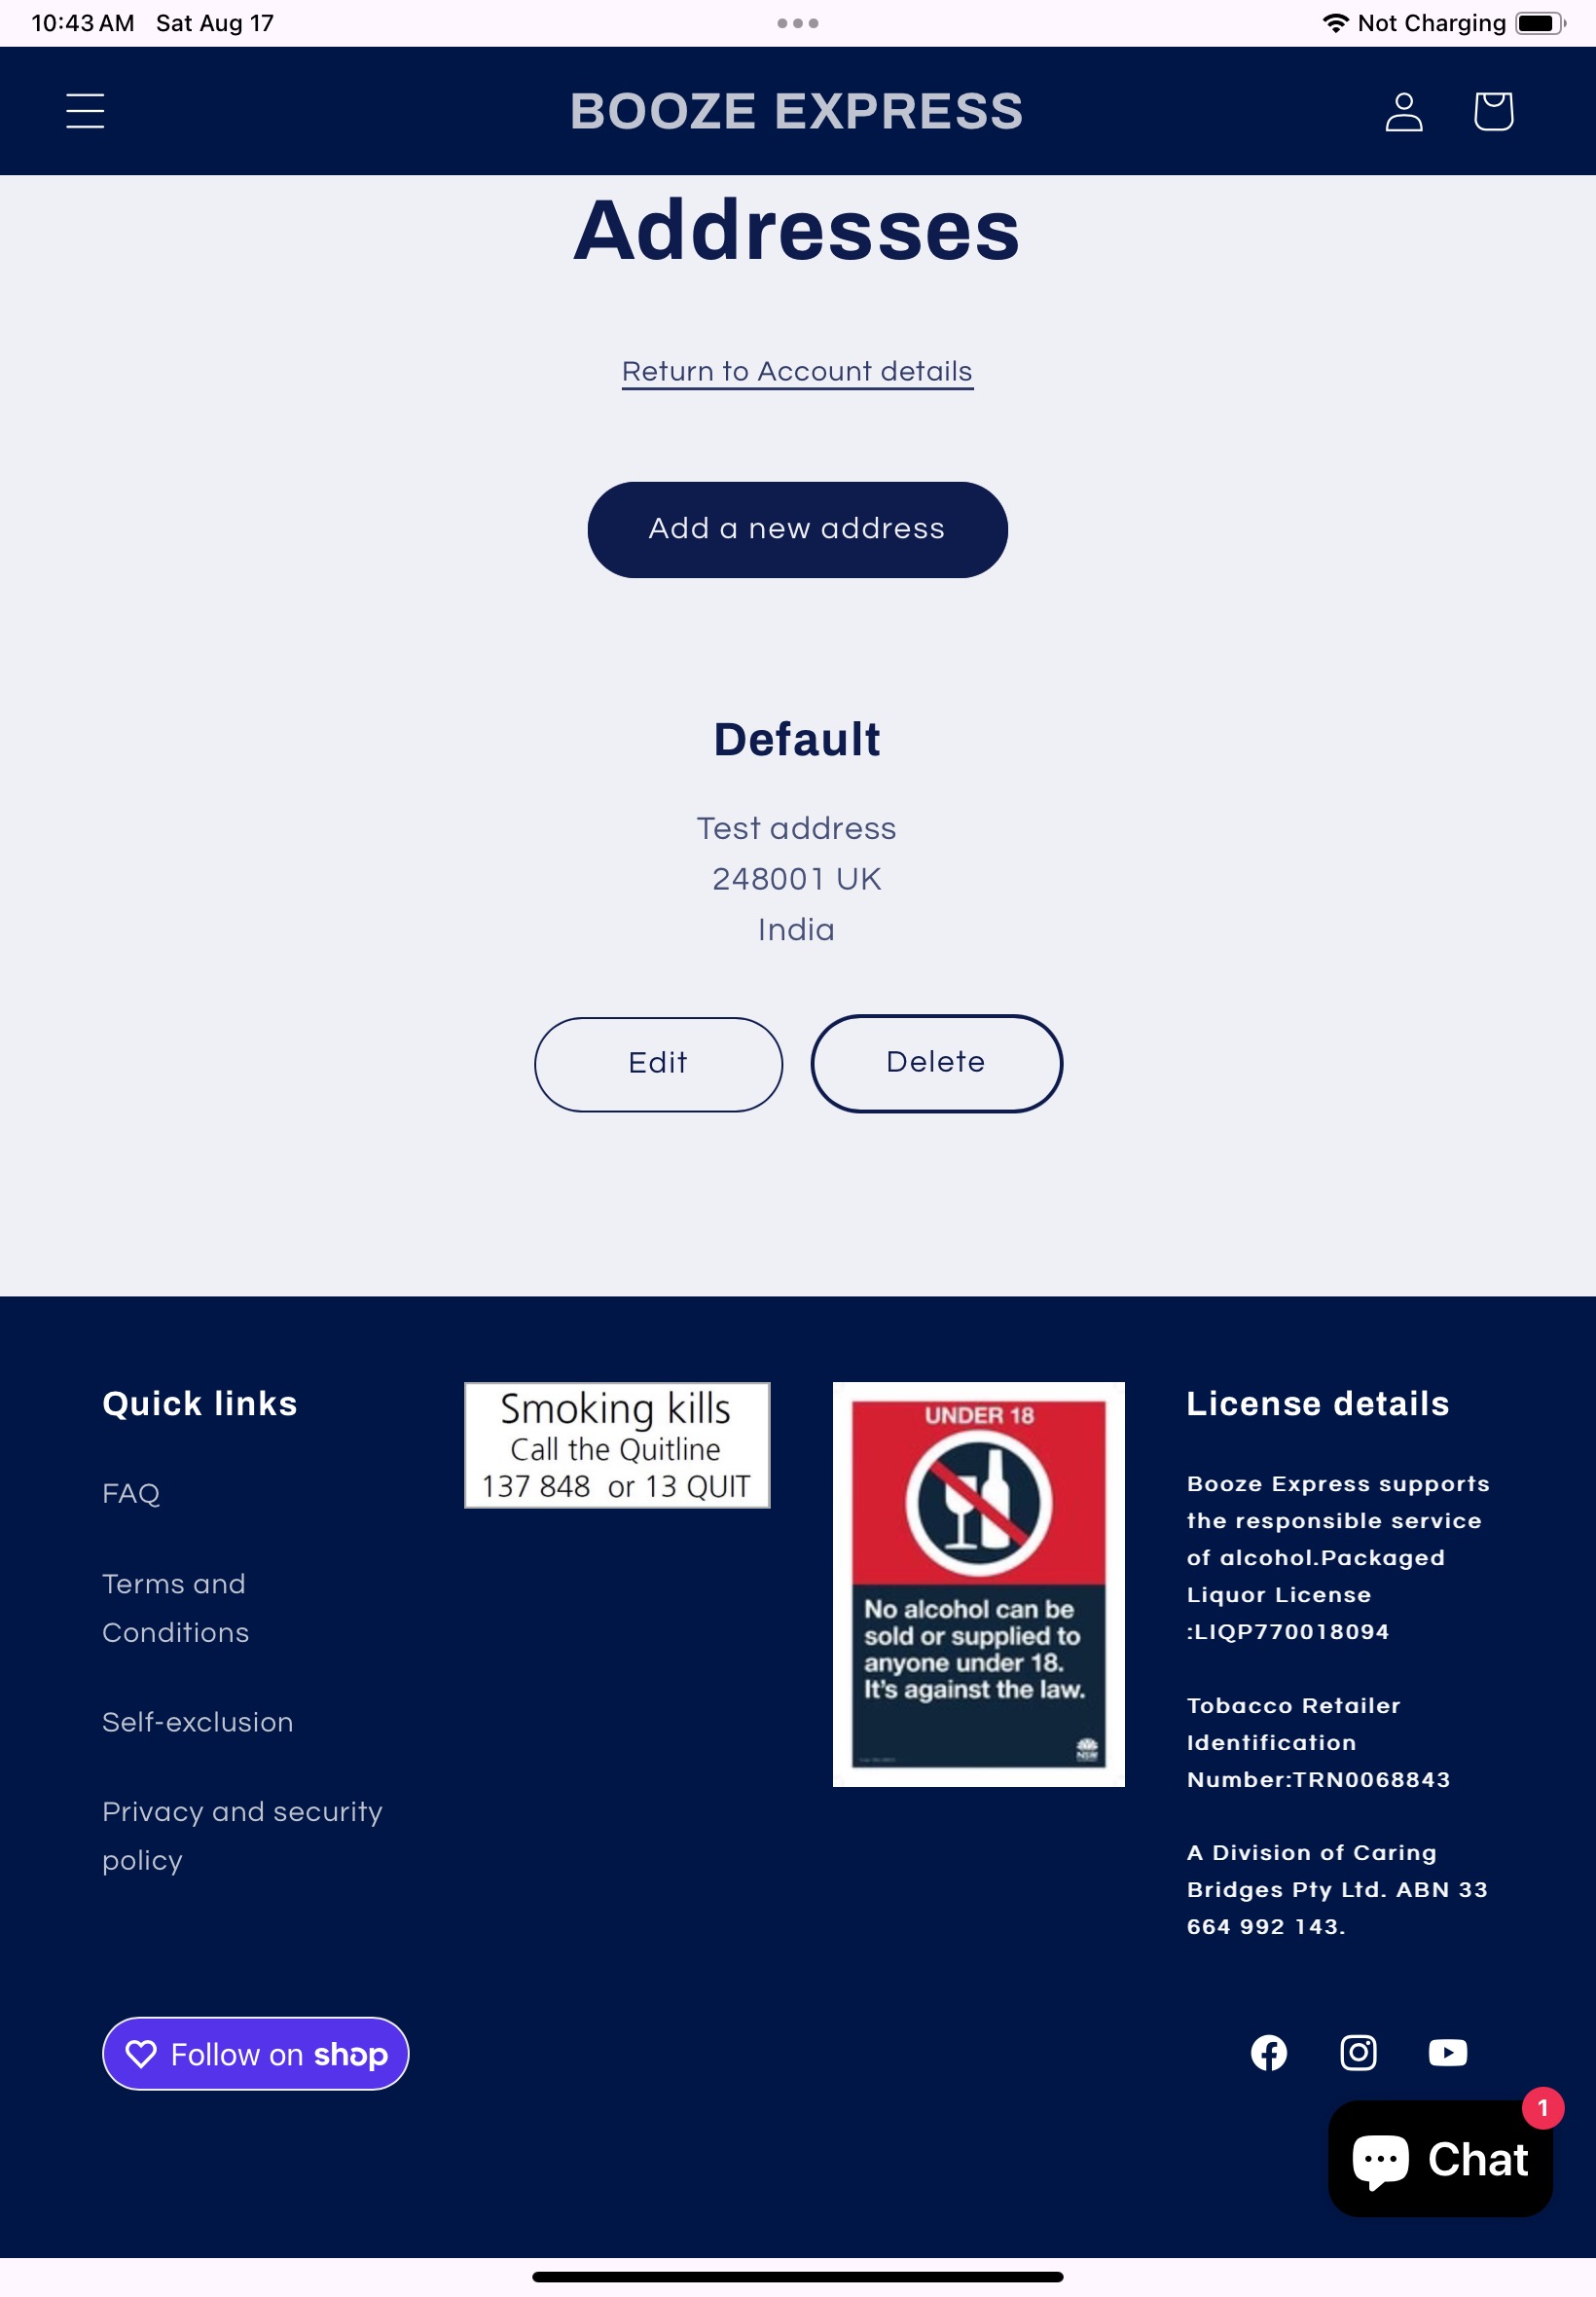 10:43 AM Sat Aug 17
Not Charging
BOOZE EXPRESS
Addresses
Return to Account details
Add a new address
Default
Test address
248001 UK
India
Edit
Delete
Quick links
FAQ
Terms and
Conditions
Self-exclusion
Privacy and security
policy
Smoking kills
Call the Quitline
137 848 or 13 QUIT
UNDER 18
No alcohol can be
sold or supplied to
anyone under 18.
It's against the law.
NSW
License details
Booze Express supports
the responsible service
of alcohol.Packaged
Liquor License
:LIQP770018094
Tobacco Retailer
Identification
Number:TRN0068843
A Division of Caring
Bridges Pty Ltd. ABN 33
664 992 143.
Follow on shop
1
Chat